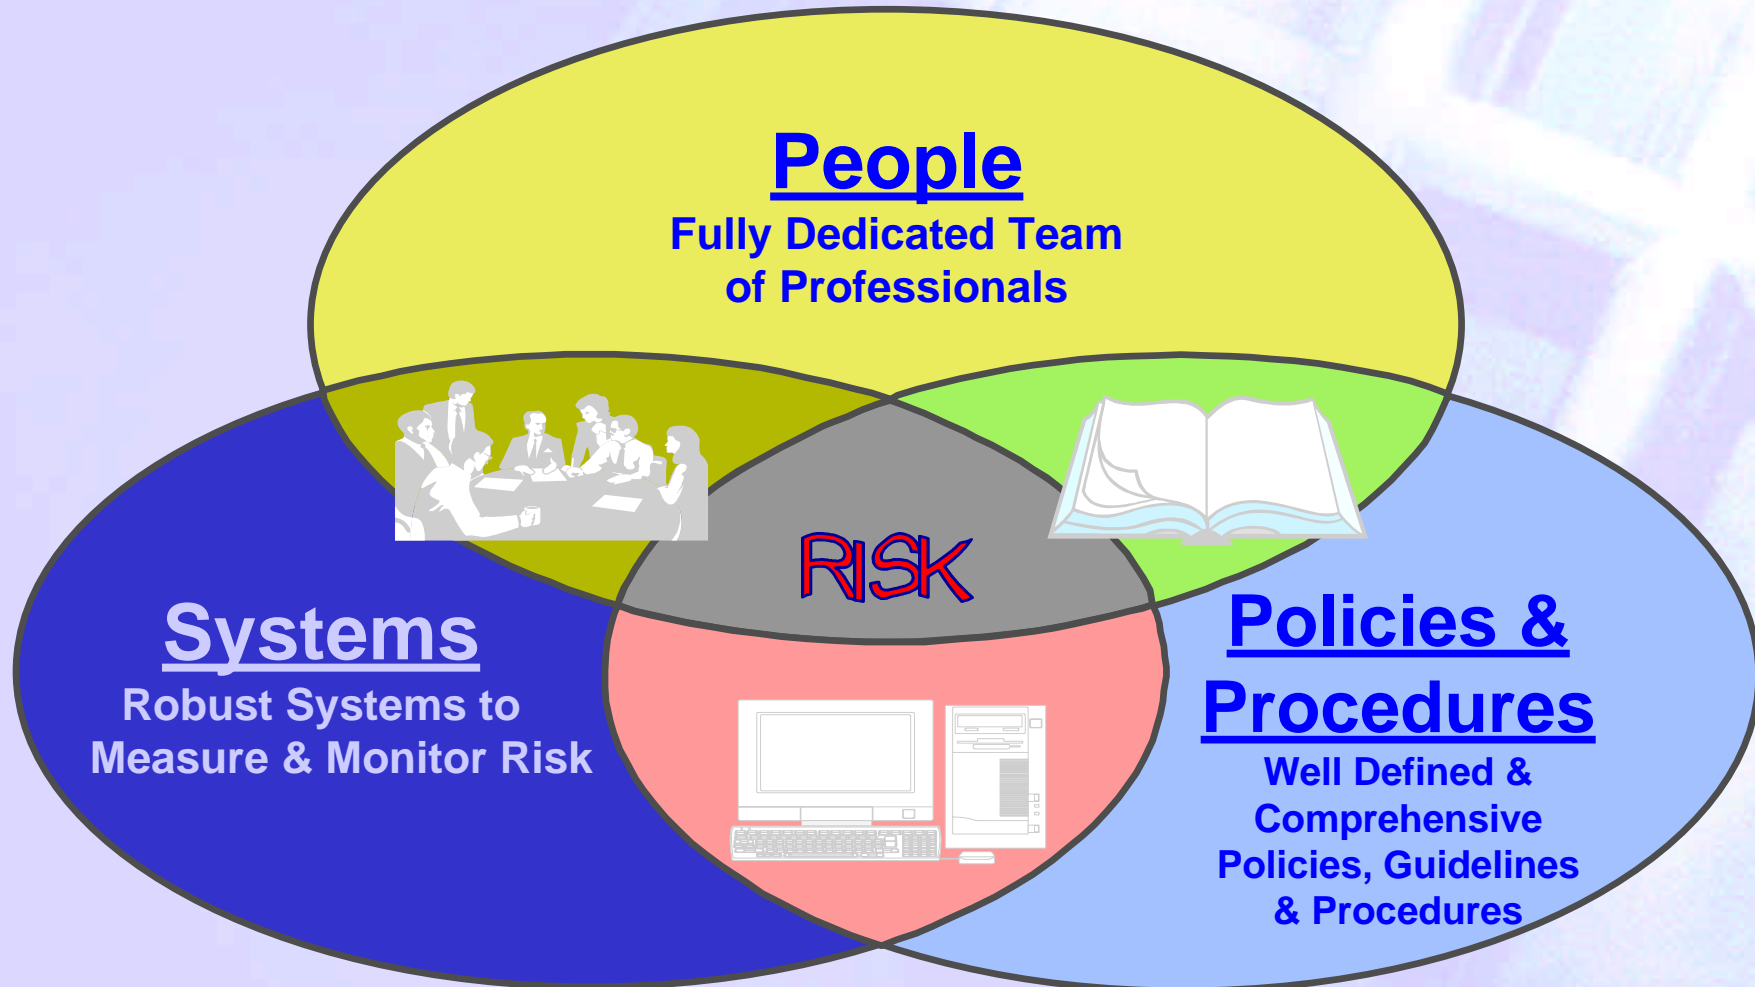 People
Fully Dedicated Team
of Professionals
RISK
Systems
Robust Systems to
Measure & Monitor Risk
Policies &
Procedures
Well Defined &
Comprehensive
Policies, Guidelines
& Procedures